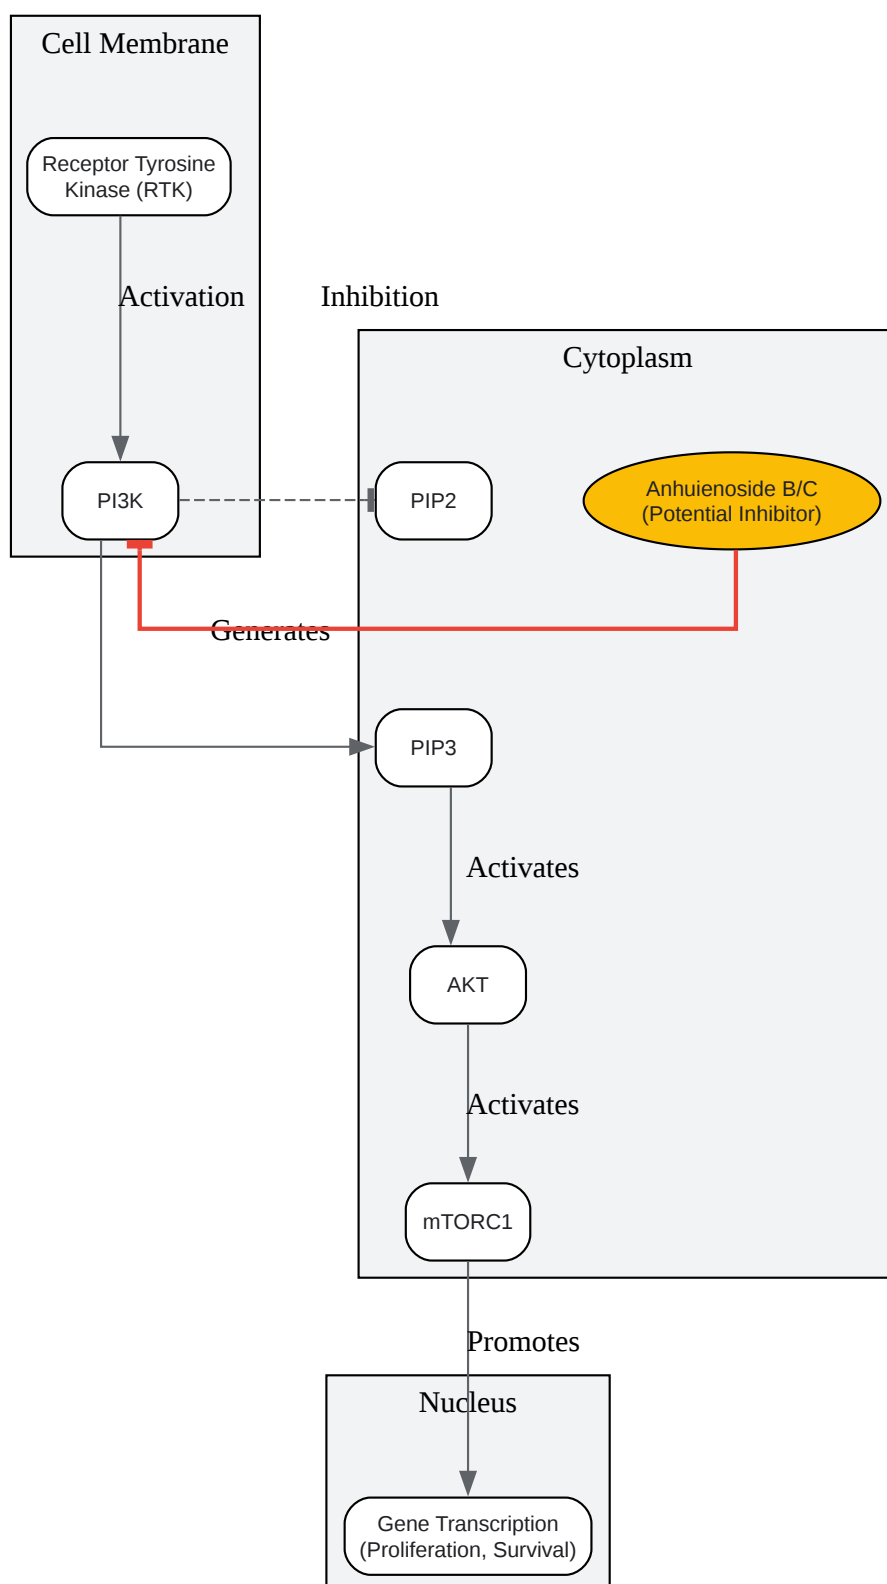 Cell Membrane
Receptor Tyrosine
Kinase (RTK)
Activation
Inhibition
Cytoplasm
PI3K
PIP2
Anhuienoside B/C
(Potential Inhibitor)
Generates
PIP3
Activates
AKT
Activates
mTORC1
Promotes
Nucleus
Gene Transcription
(Proliferation, Survival)